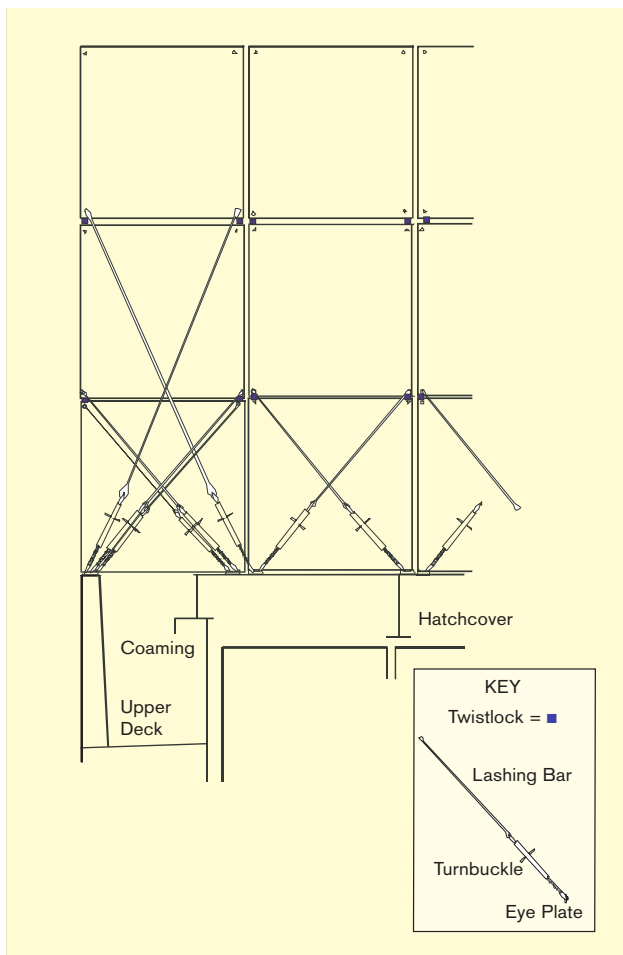 Hatchcover
Coaming
Upper
Deck
KEY
Twistlock = ■
Lashing Bar
Turnbuckle
Eye Plate